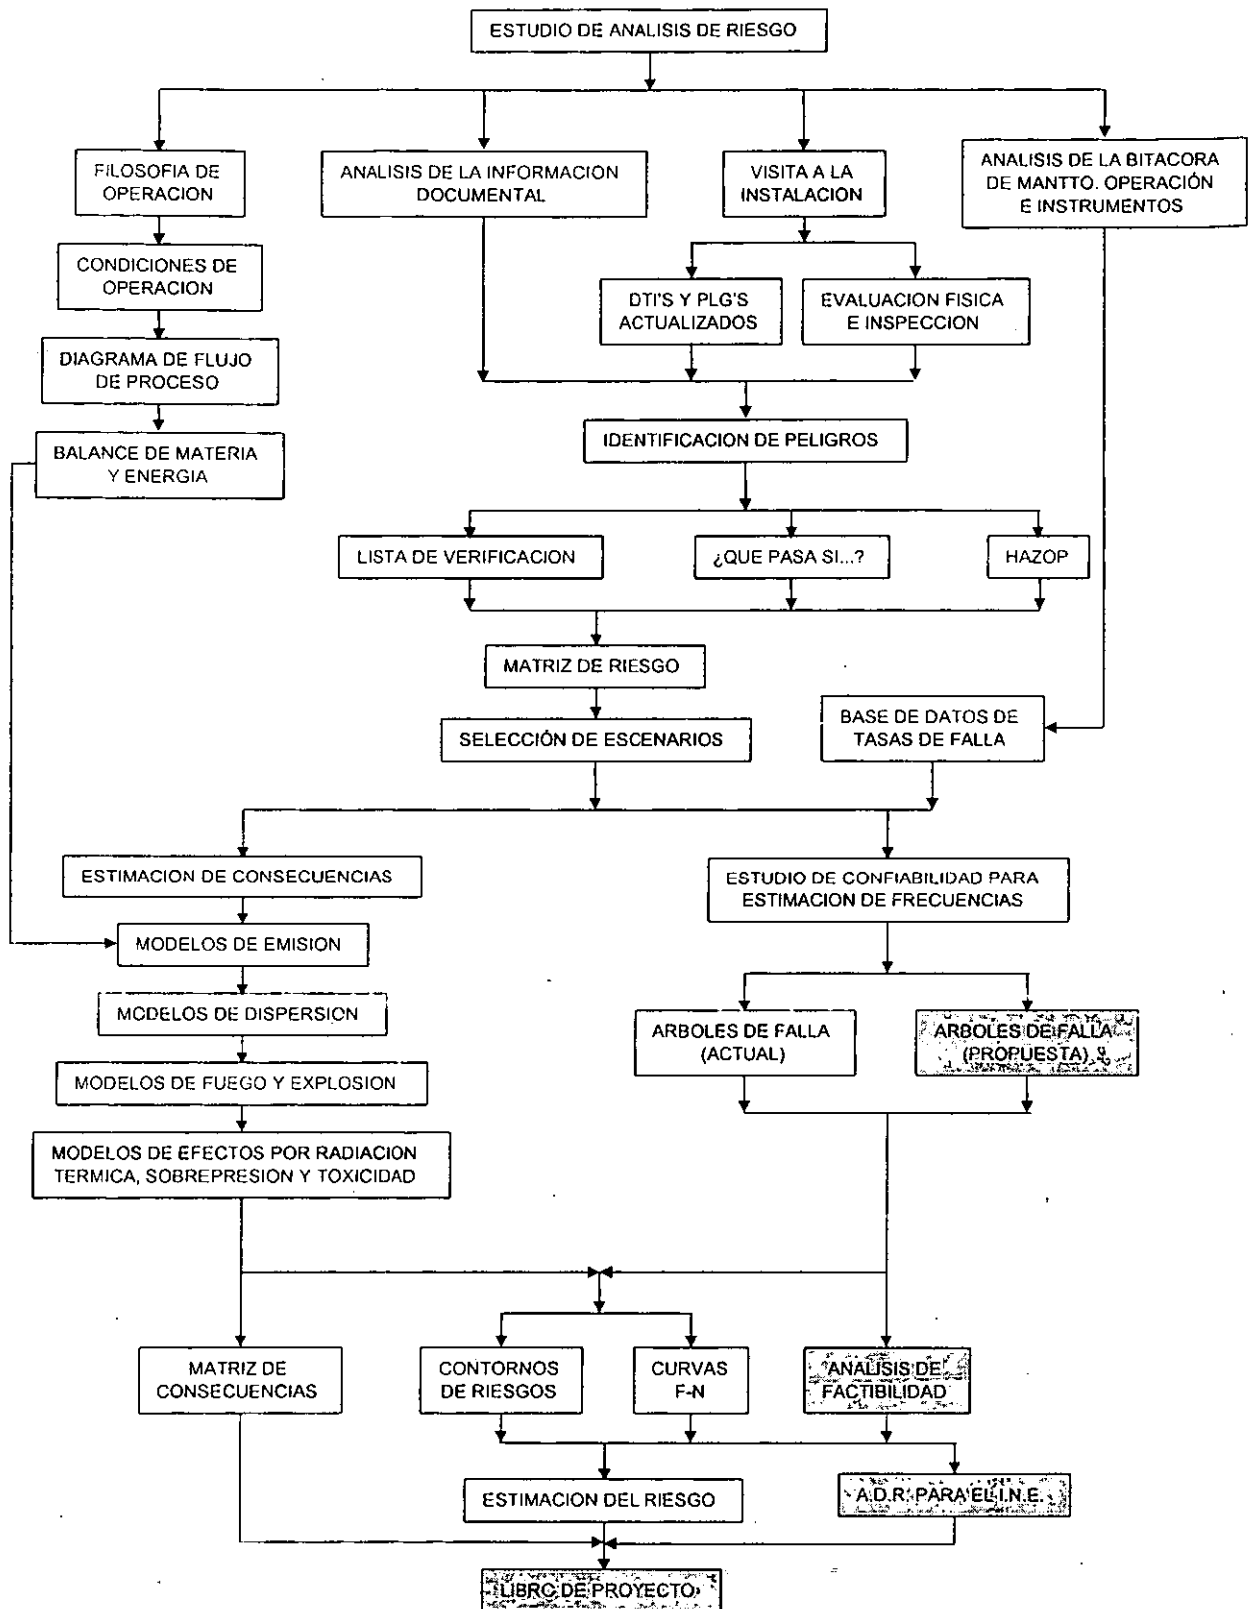 ESTUDIO DE ANALISIS DE RIESGO
FILOSOFIA DE
OPERACION
ANALISIS DE LA INFORMACION
DOCUMENTAL
VISITA A LA
INSTALACION
ANALISIS DE LA BITACORA
DE MANTTO. OPERACIÓN
E INSTRUMENTOS
CONDICIONES DE
OPERACION
DTI'S Y PLG'S
ACTUALIZADOS
EVALUACION FISICA
E INSPECCION
DIAGRAMA DE FLUJO
DE PROCESO
BALANCE DE MATERIA
Y ENERGIA
IDENTIFICACION DE PELIGROS
LISTA DE VERIFICACION
¿QUE PASA SI...?
HAZOP
MATRIZ DE RIESGO
SELECCIÓN DE ESCENARIOS
BASE DE DATOS DE
TASAS DE FALLA
ESTIMACION DE CONSECUENCIAS
ESTUDIO DE CONFIABILIDAD PARA
ESTIMACION DE FRECUENCIAS
MODELOS DE EMISION
MODELOS DE DISPERSION
ARBOLES DE FALLA
(ACTUAL)
ARBOLES DE FALLA
(PROPUESTA)
MODELOS DE FUEGO Y EXPLOSION
MODELOS DE EFECTOS POR RADIACION
TERMICA, SOBREPRESION Y TOXICIDAD
MATRIZ DE
CONSECUENCIAS
CONTORNOS
DE RIESGOS
CURVAS
F-N
ANALISIS DE
FACTIBILIDAD
ESTIMACION DEL RIESGO
A.D.R. PARA EL I.N.E.
LIBRO DE PROYECTO